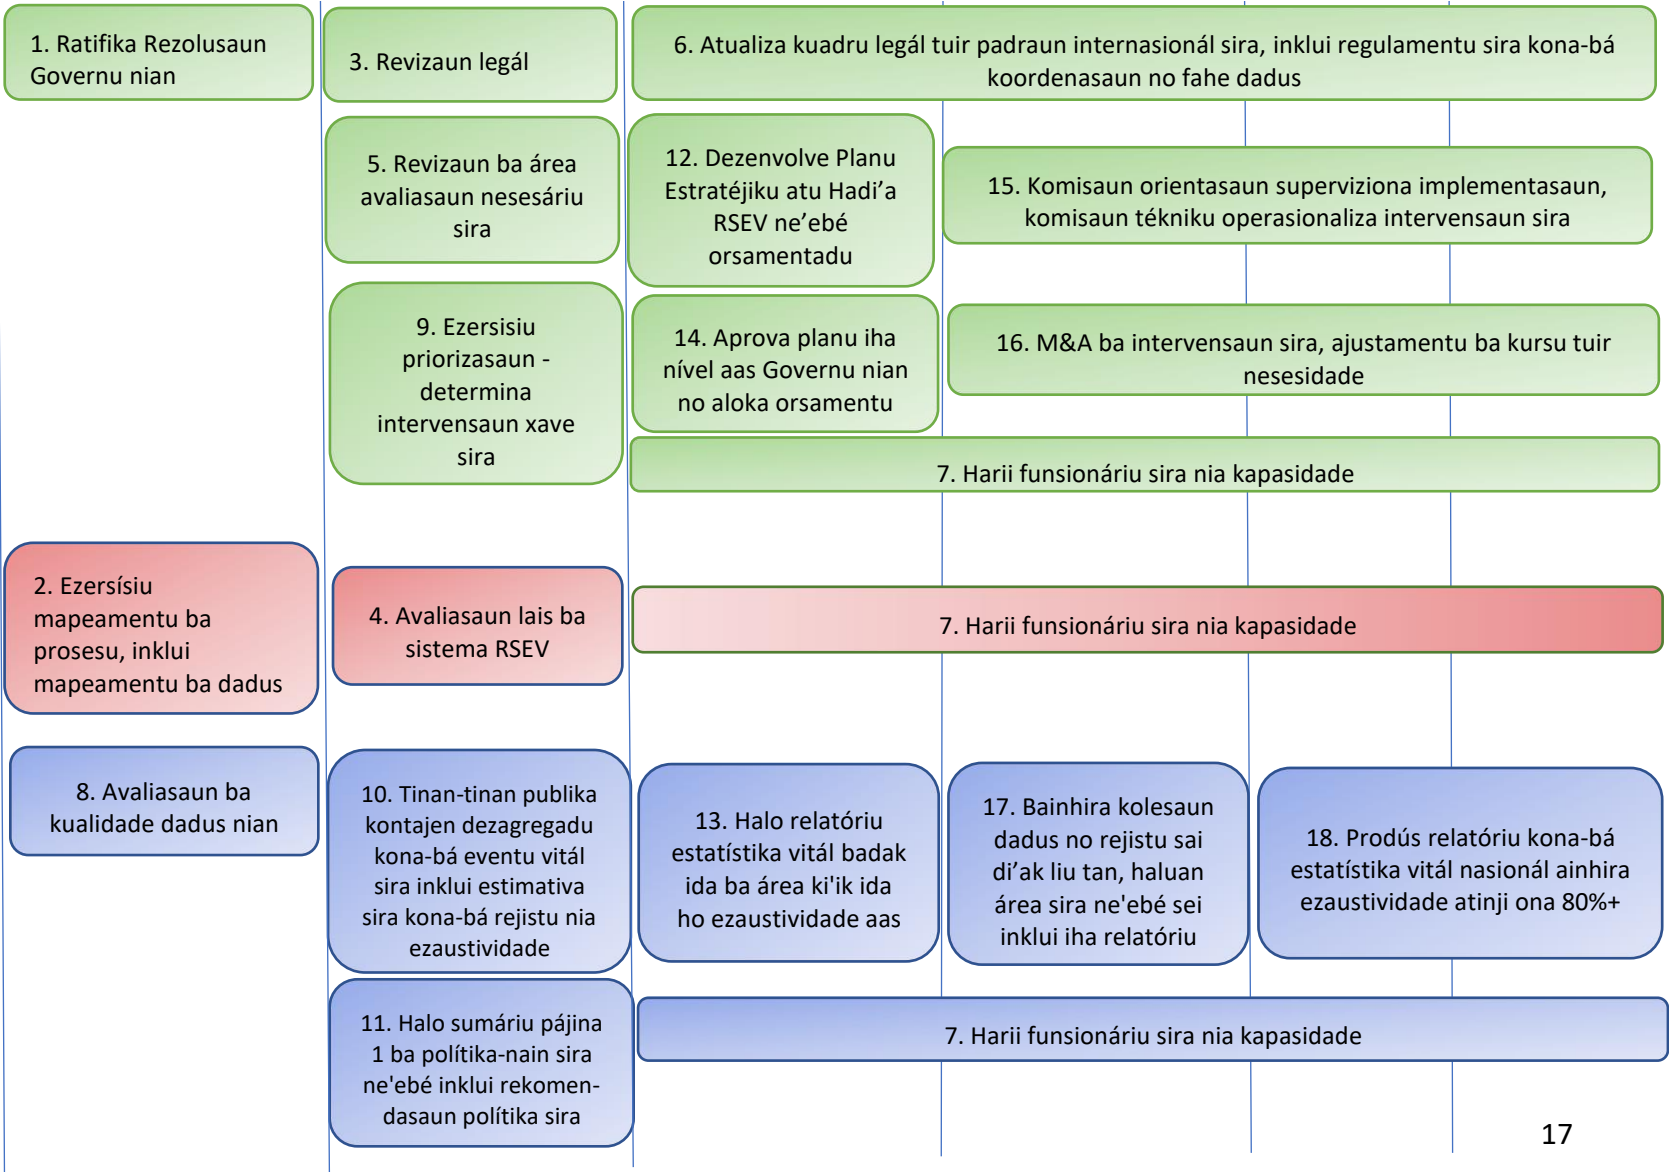 1. Ratifika Rezolusaun
Governu nian
3. Revizaun legál
6. Atualiza kuadru legál tuir padraun internasionál sira, inklui regulamentu sira kona-bá
koordenasaun no fahe dadus
5. Revizaun ba área
avaliasaun nesesáriu
sira
12. Dezenvolve Planu
Estratéjiku atu Hadi’a
RSEV ne’ebé
orsamentadu
15. Komisaun orientasaun superviziona implementasaun,
komisaun tékniku operasionaliza intervensaun sira
9. Ezersisiu
priorizasaun -
determina
intervensaun xave
sira
14. Aprova planu iha
nível aas Governu nian
no aloka orsamentu
16. M&A ba intervensaun sira, ajustamentu ba kursu tuir
nesesidade
7. Harii funsionáriu sira nia kapasidade
2. Ezersísiu
mapeamentu ba
prosesu, inklui
mapeamentu ba dadus
4. Avaliasaun lais ba
sistema RSEV
7. Harii funsionáriu sira nia kapasidade
8. Avaliasaun ba
kualidade dadus nian
10. Tinan-tinan publika
kontajen dezagregadu
kona-bá eventu vitál
sira inklui estimativa
sira kona-bá rejistu nia
ezaustividade
13. Halo relatóriu
estatístika vitál badak
ida ba área ki'ik ida
ho ezaustividade aas
17. Bainhira kolesaun
dadus no rejistu sai
di’ak liu tan, haluan
área sira ne'ebé sei
inklui iha relatóriu
18. Prodús relatóriu kona-bá
estatístika vitál nasionál ainhira
ezaustividade atinji ona 80%+
11. Halo sumáriu pájina
1 ba polítika-nain sira
ne'ebé inklui rekomen-
dasaun polítika sira
7. Harii funsionáriu sira nia kapasidade
17